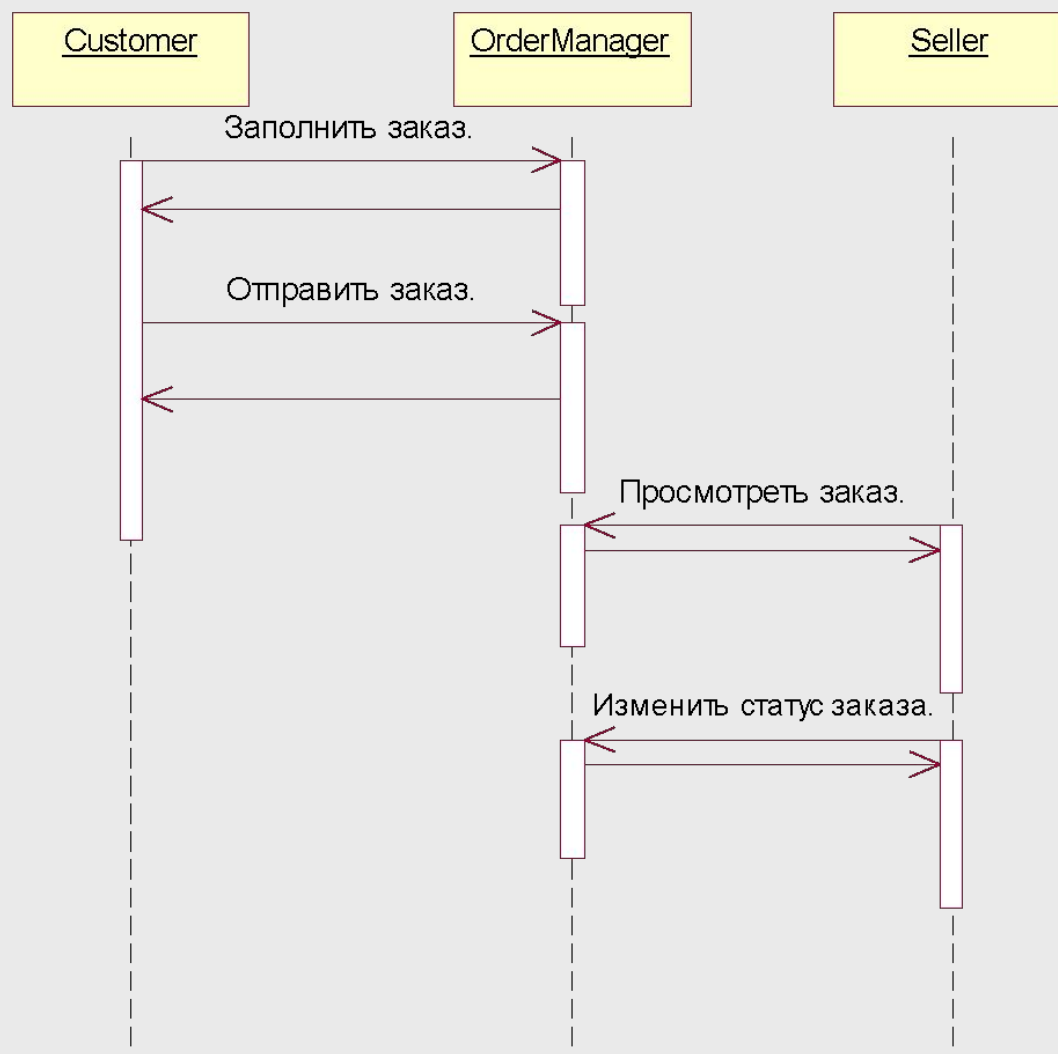 Customer
OrderManager
Seller
Заполнить заказ.
Отправить заказ.
Просмотреть заказ.
Изменить статус заказа.